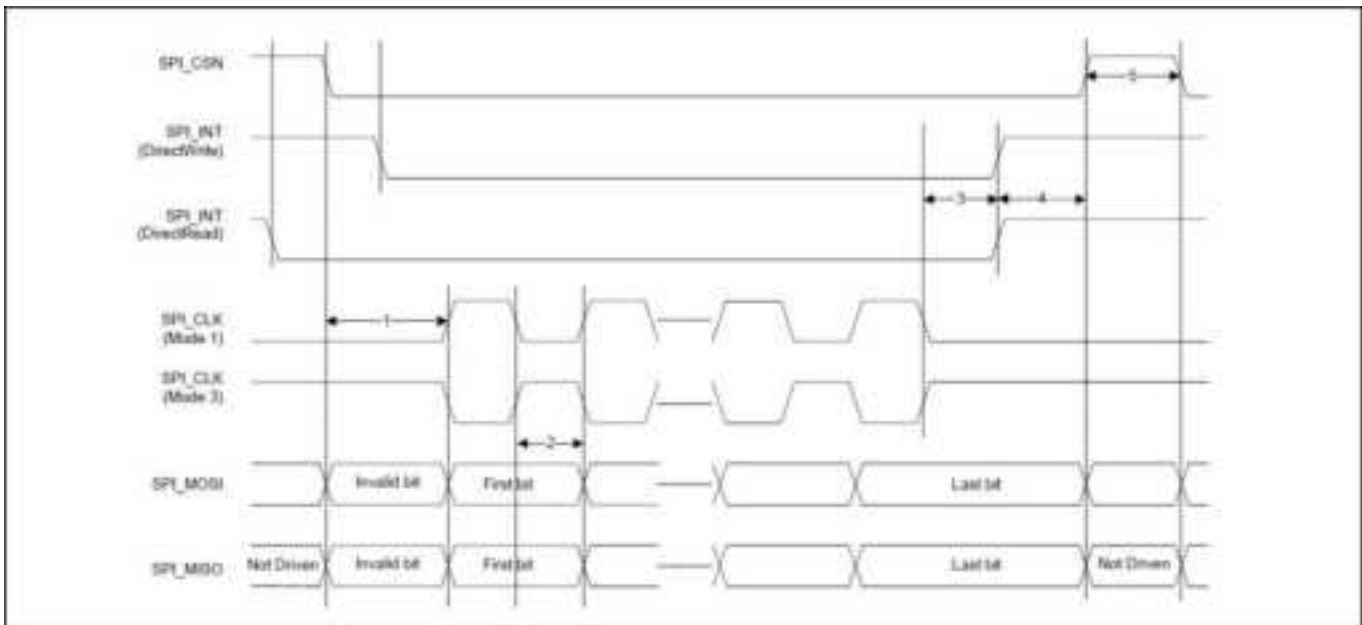 SPI_CSN
5
SPI_INT
(DirectWrite)
3
4
SPI_INT
(DirectRead)
1
SPI_CLK
(Mode 1)
SPI_CLK
(Mode 3)
2
SPI_MOSI
Invalid bit
First bit
Last bit
SPI_MISO
Not Driven
Invalid bit
First bit
Last bit
Not Driven